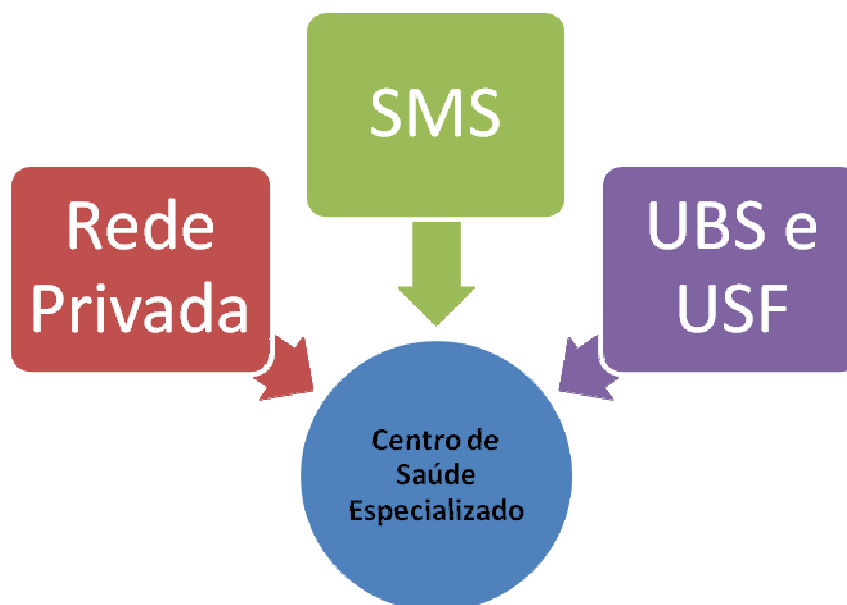 SMS
Rede
Privada
UBS e
USF
Centro de
Saúde
Especializado